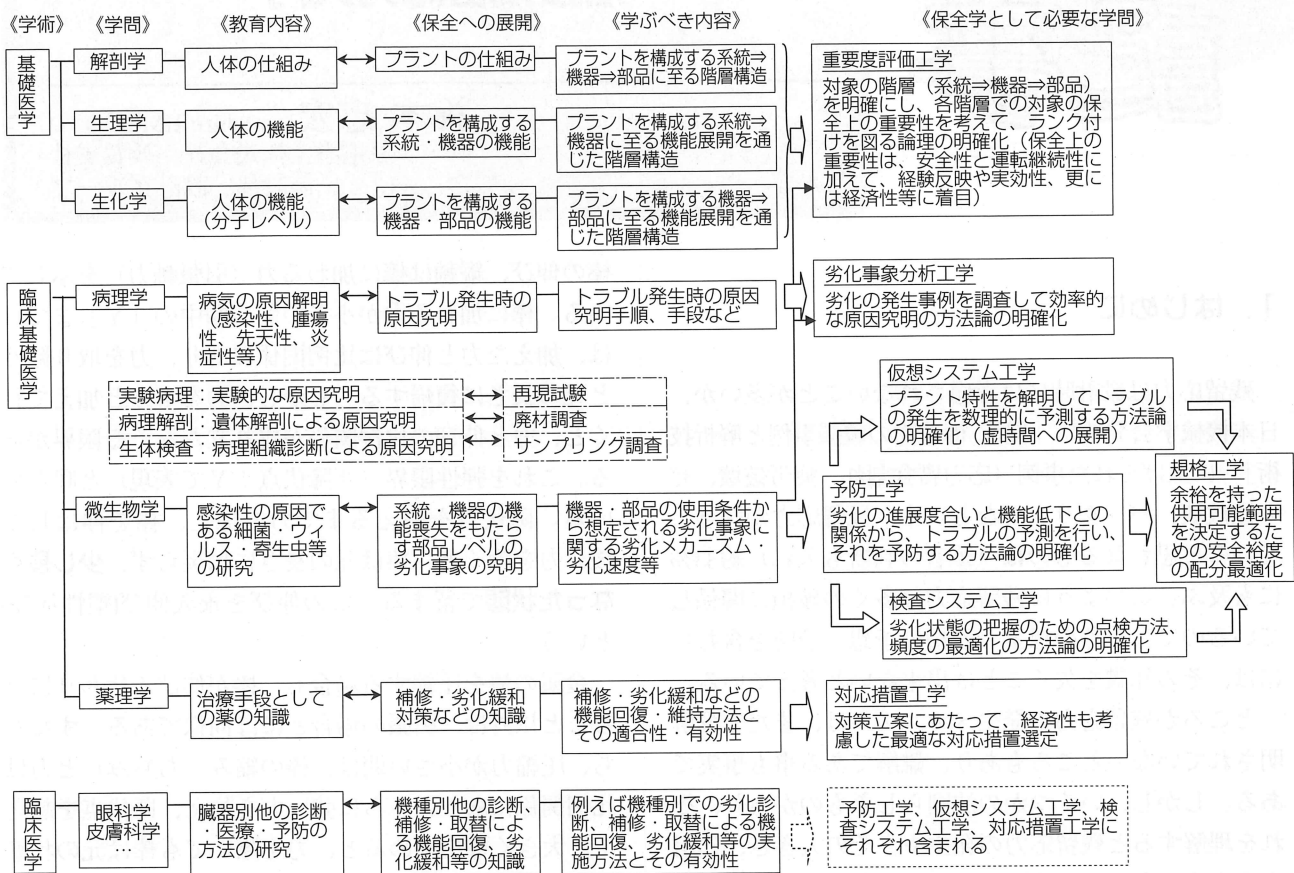 《学術》 《学問》 《教育内容》 《保全への展開》 《学ぶべき内容》 《保全学として必要な学問》
基礎医学
解剖学
人体の仕組み
プラントの仕組み
プラントを構成する系統⇒
機器⇒部品に至る階層構造
生理学
人体の機能
プラントを構成する
系統・機器の機能
プラントを構成する系統⇒
機器に至る機能展開を通
じた階層構造
生化学
人体の機能
(分子レベル)
プラントを構成する
機器・部品の機能
プラントを構成する機器⇒
部品に至る機能展開を通
じた階層構造
重要度評価工学
対象の階層(系統⇒機器⇒部品)
を明確にし、各階層での対象の保
全上の重要性を考えて、ランク付
けを図る論理の明確化(保全上の
重要性は、安全性と運転継続性に
加えて、経験反映や実効性、更に
は経済性等に着目)
臨床基礎医学
病理学
病気の原因解明
(感染性、腫瘍
性、先天性、炎
症性等)
トラブル発生時の
原因究明
トラブル発生時の原因
究明手順、手段など
劣化事象分析工学
劣化の発生事例を調査して効率的
な原因究明の方法論の明確化
実験病理:実験的な原因究明
再現試験
病理解剖:遺体解剖による原因究明
廃材調査
生体検査:病理組織診断による原因究明
サンプリング調査
微生物学
感染性の原因で
ある細菌・ウィ
ルス・寄生虫等
の研究
系統・機器の機
能喪失をもたら
す部品レベルの
劣化事象の究明
機器・部品の使用条件か
ら想定される劣化事象に
関する劣化メカニズム・
劣化速度等
仮想システム工学
プラント特性を解明してトラブル
の発生を数理的に予測する方法論
の明確化(虚時間への展開)
予防工学
劣化の進展度合いと機能低下との
関係から、トラブルの予測を行い、
それを予防する方法論の明確化
検査システム工学
劣化状態の把握のための点検方法、
頻度の最適化の方法論の明確化
規格工学
余裕を持った
供用可能範囲
を決定するた
めの安全裕度
の配分最適化
薬理学
治療手段として
の薬の知識
補修・劣化緩和
対策などの知識
補修・劣化緩和などの
機能回復・維持方法と
その適合性・有効性
対応措置工学
対策立案にあたって、経済性も考
慮した最適な対応措置選定
臨床医学
眼科学
皮膚科学
…
臓器別他の診断
・医療・予防の
方法の研究
機種別他の診断、
補修・取替によ
る機能回復、劣
化緩和等の知識
例えば機種別での劣化診
断、補修・取替による機
能回復、劣化緩和等の実
施方法とその有効性
予防工学、仮想システム工学、検
査システム工学、対応措置工学に
それぞれ含まれる